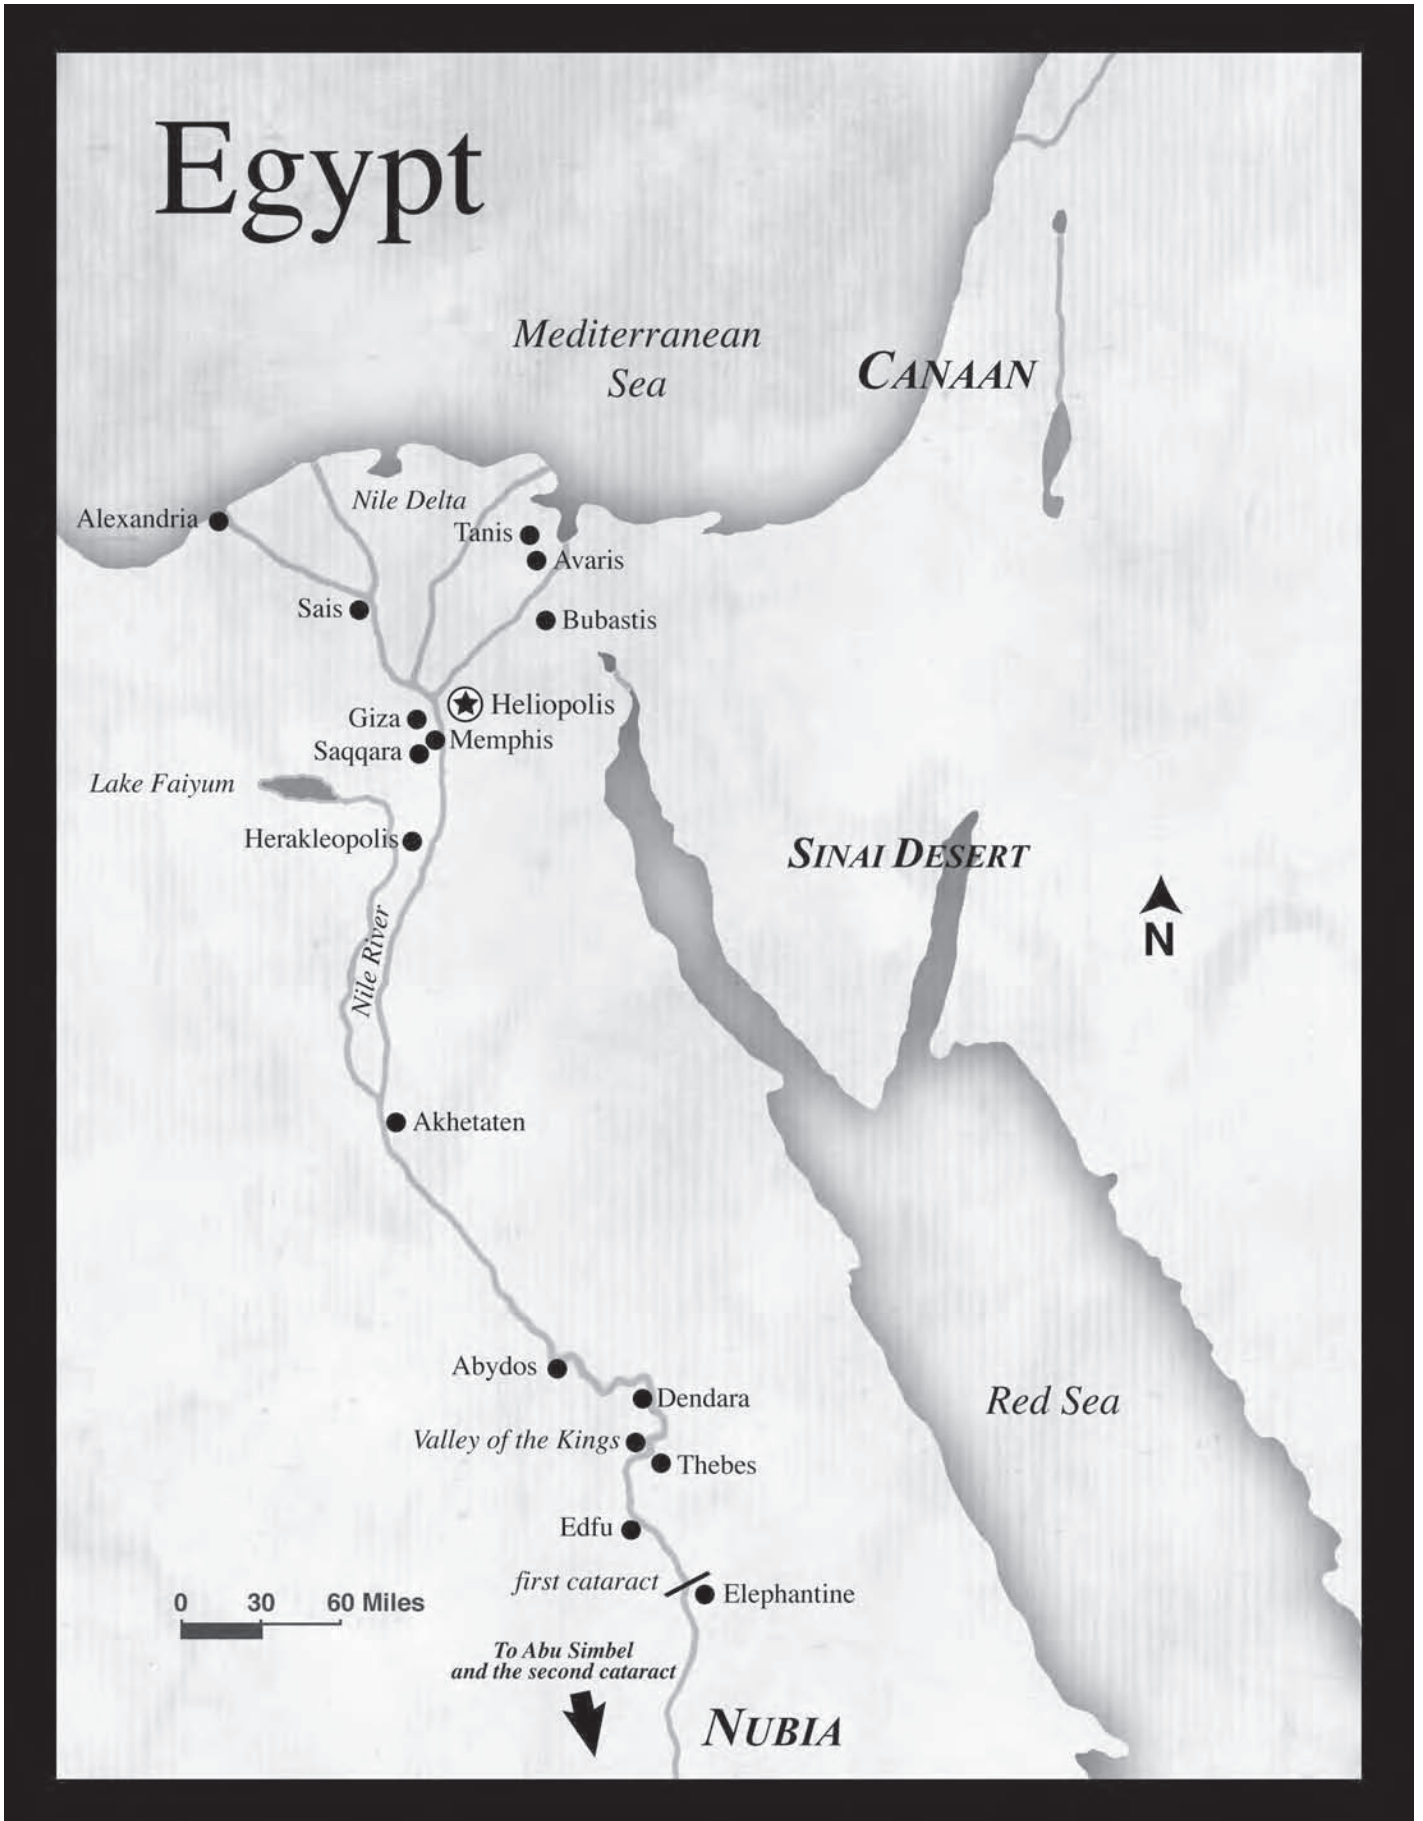 Egypt
Mediterranean
Sea
CANAAN
Nile Delta
Alexandria
Tanis
Avaris
Sais
Bubastis
Heliopolis
Giza
Memphis
Saqqara
Lake Faiyum
Herakleopolis
SINAI DESERT
N
Nile River
Akhetaten
Abydos
Dendara
Red Sea
Valley of the Kings
Thebes
Edfu
first cataract
Elephantine
0 30 60 Miles
To Abu Simbel
and the second cataract
NUBIA